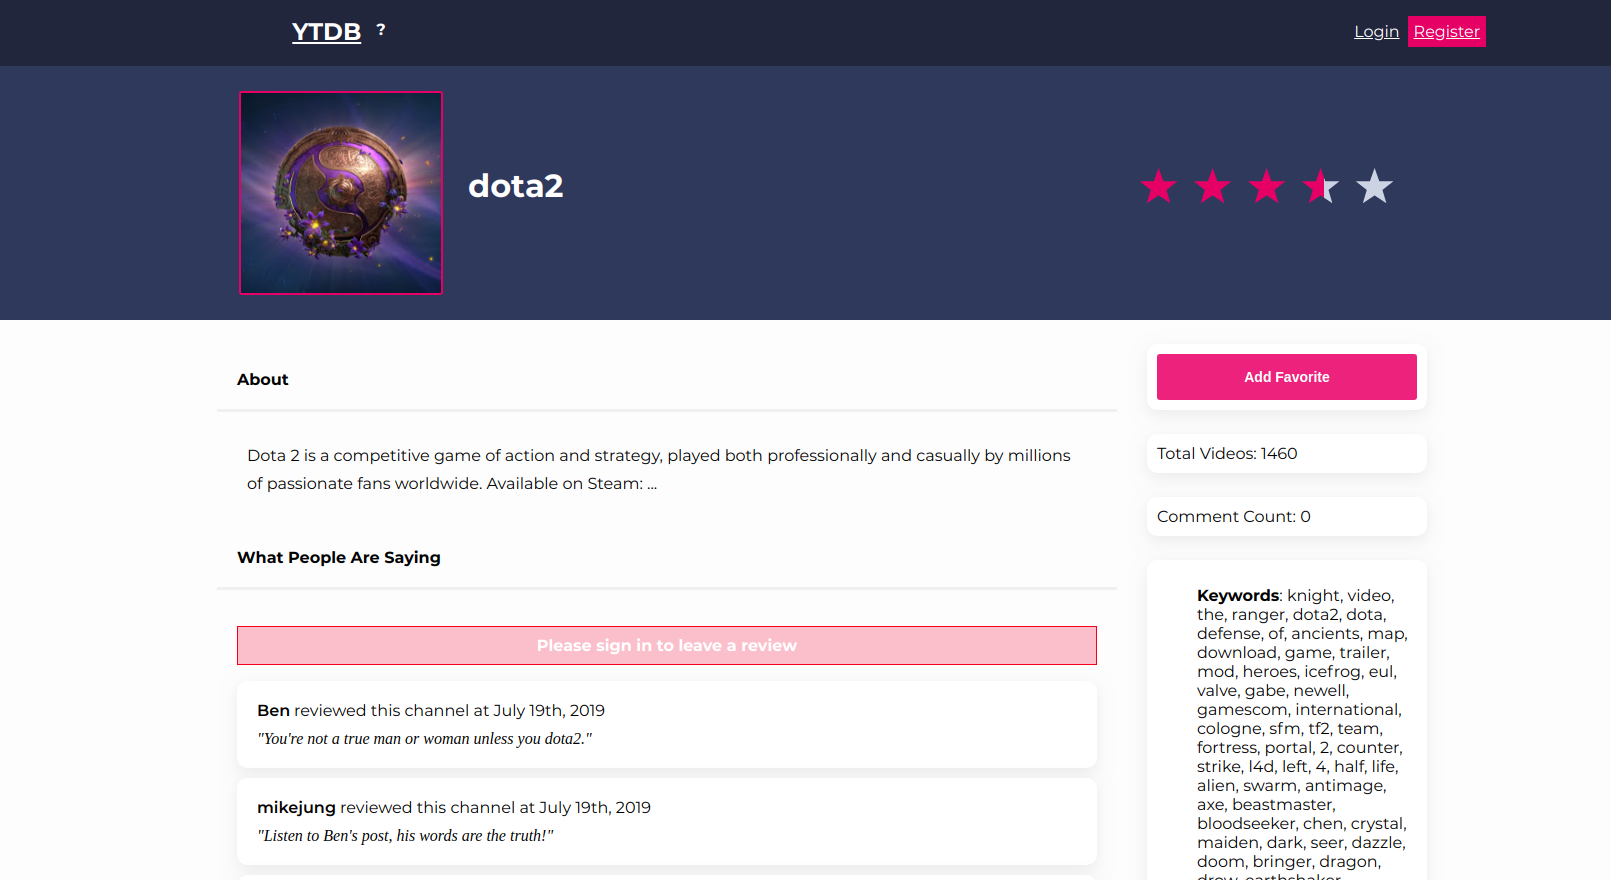 YTDB ?
Login Register
dota2
About
Dota 2 is a competitive game of action and strategy, played both professionally and casually by millions
of passionate fans worldwide. Available on Steam: ...
What People Are Saying
Please sign in to leave a review
Ben reviewed this channel at July 19th, 2019
"You're not a true man or woman unless you dota2."
mikejung reviewed this channel at July 19th, 2019
"Listen to Ben's post, his words are the truth!"
Add Favorite
Total Videos: 1460
Comment Count: 0
Keywords: knight, video,
the, ranger, dota2, dota,
defense, of, ancients, map,
download, game, trailer,
mod, heroes, icefrog, eul,
valve, gabe, newell,
gamescom, international,
cologne, sfm, tf2, team,
fortress, portal, 2, counter,
strike, l4d, left, 4, half, life,
alien, swarm, antimage,
axe, beastmaster,
bloodseeker, chen, crystal,
maiden, dark, seer, dazzle,
doom, bringer, dragon,
drow, earthshaker,